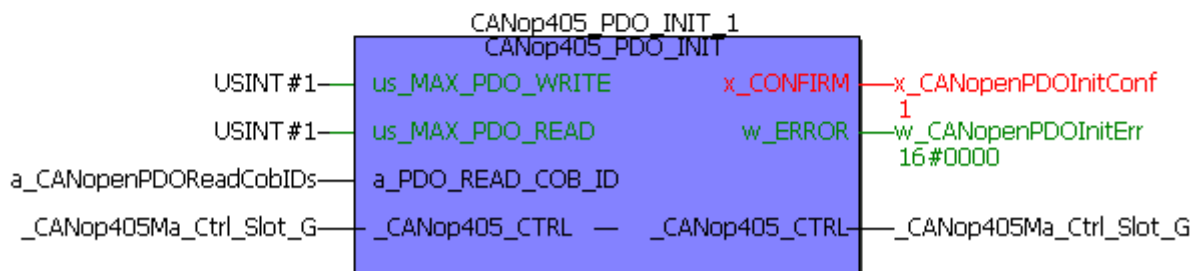 CANop405_PDO_INIT_1
CANop405_PDO_INIT
USINT#1 us_MAX_PDO_WRITE x_CONFIRM x_CANopenPDOInitConf
1
USINT#1 us_MAX_PDO_READ w_ERROR w_CANopenPDOInitErr
16#0000
a_CANopenPDOReadCobIDs a_PDO_READ_COB_ID
_CANop405Ma_Ctrl_Slot_G _CANop405_CTRL — _CANop405_CTRL _CANop405Ma_Ctrl_Slot_G